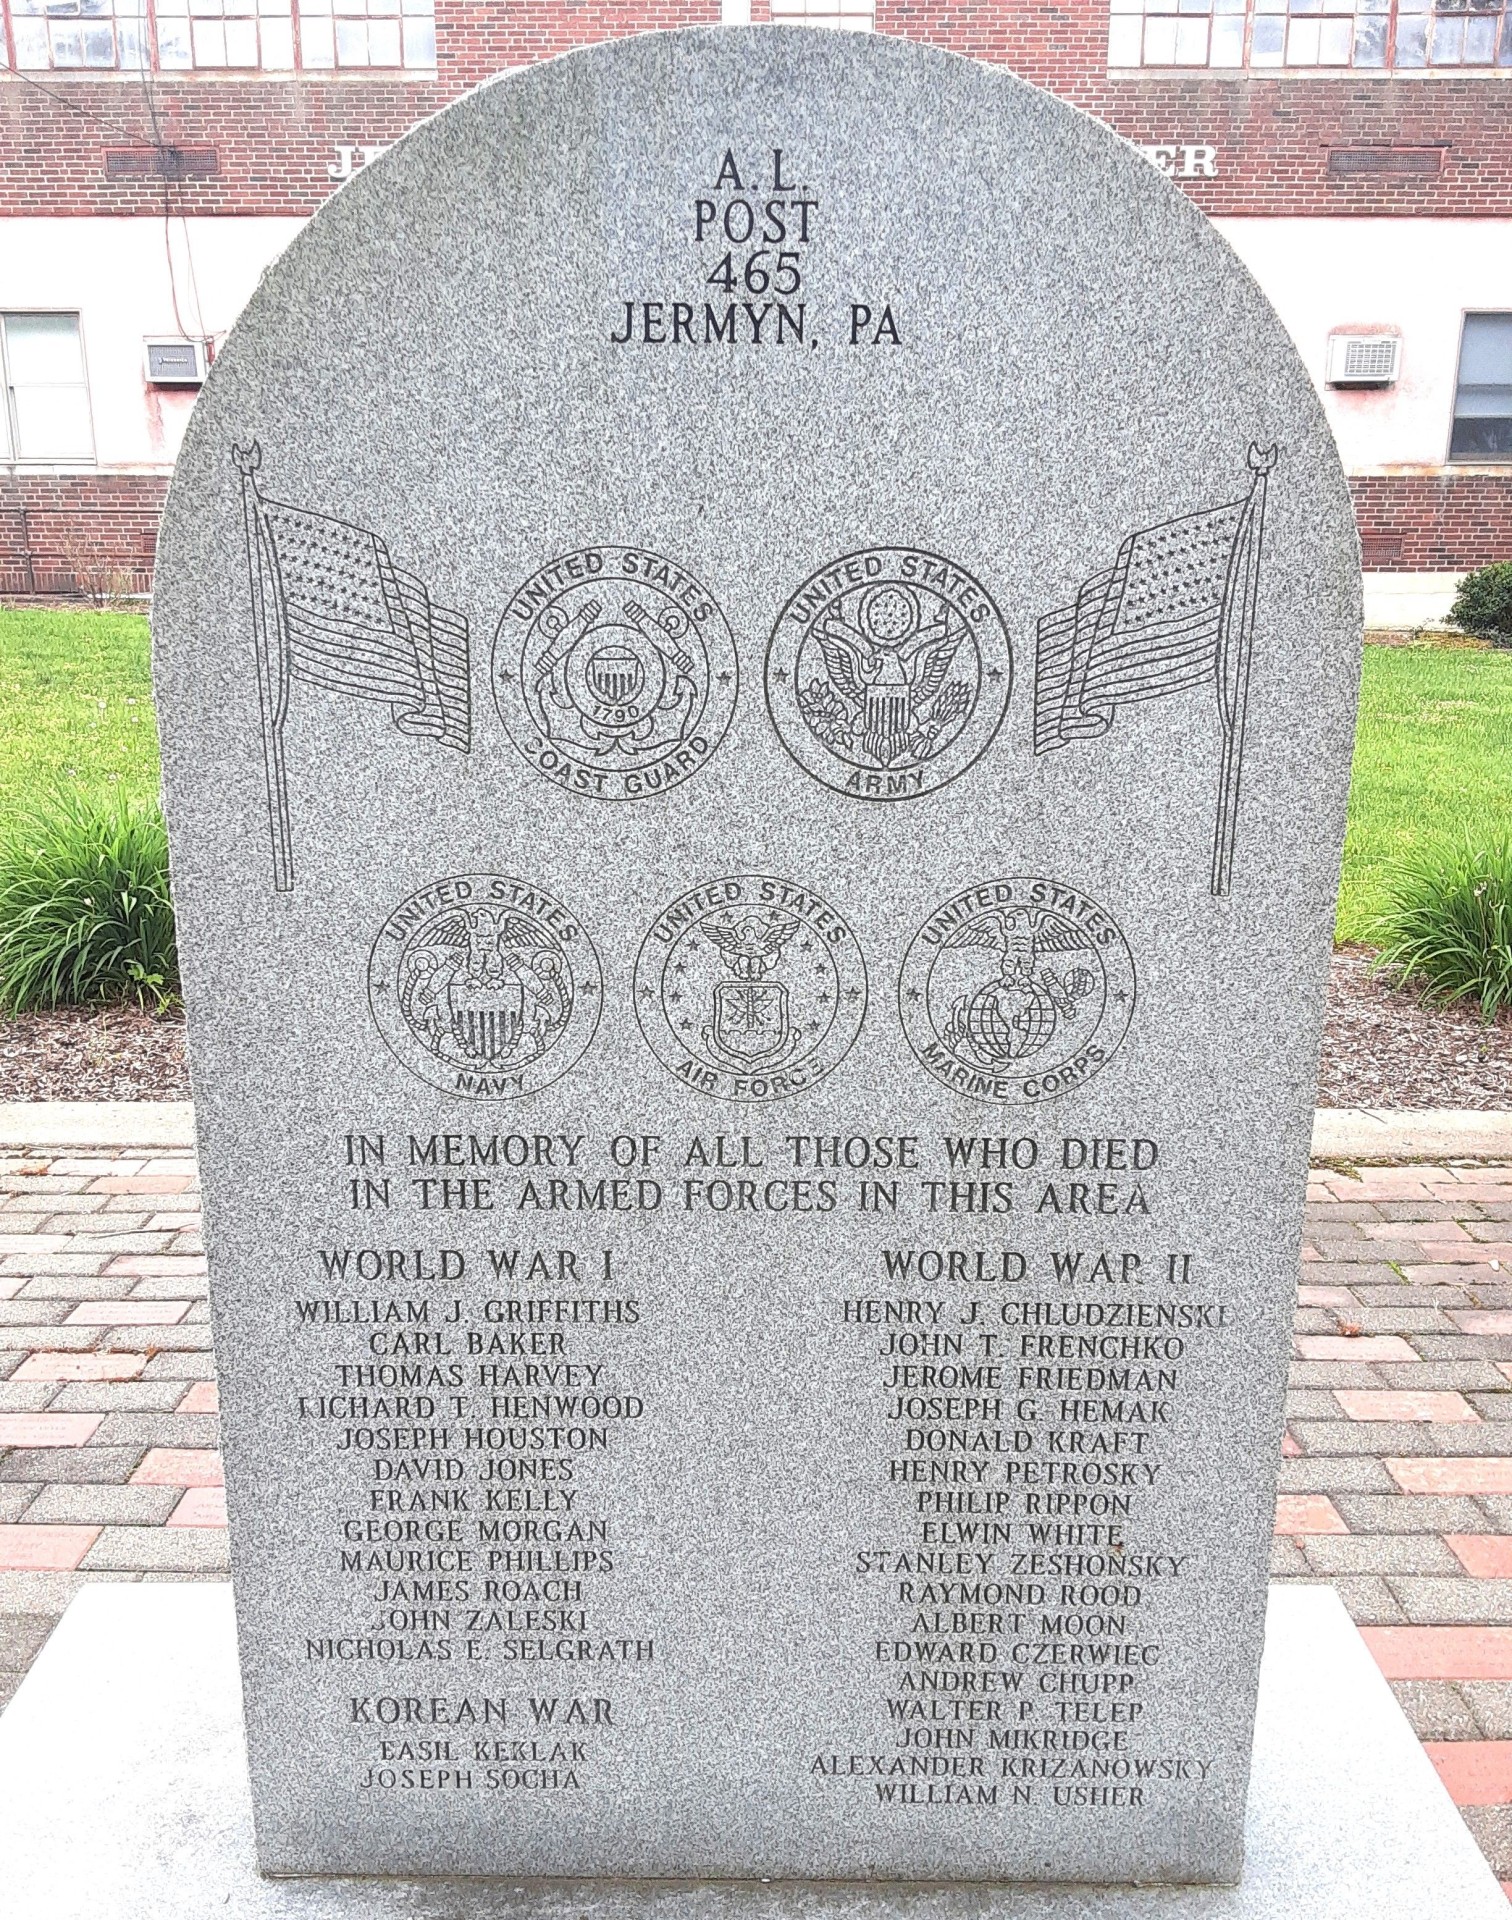 A. L.
POST
465
JERMYN, PA
UNITED STATES
1790
COAST GUARD
UNITED STATES
ARMY
UNITED STATES
NAVY
UNITED STATES
AIR FORCE
UNITED STATES
MARINE CORPS
IN MEMORY OF ALL THOSE WHO DIED
IN THE ARMED FORCES IN THIS AREA
WORLD WAR I
WILLIAM J. GRIFFITHS
CARL BAKER
THOMAS HARVEY
RICHARD T. HENWOOD
JOSEPH HOUSTON
DAVID JONES
FRANK KELLY
GEORGE MORGAN
MAURICE PHILLIPS
JAMES ROACH
JOHN ZALESKI
NICHOLAS E. SELGRATH
KOREAN WAR
BASIL KEKLAK
JOSEPH SOCHA
WORLD WAR II
HENRY J. CHLUDZIENSKI
JOHN T. FRENCHKO
JEROME FRIEDMAN
JOSEPH G. HEMAK
DONALD KRAFT
HENRY PETROSKY
PHILIP RIPPON
ELWIN WHITE
STANLEY ZESHONSKY
RAYMOND ROOD
ALBERT MOON
EDWARD CZERWIEC
ANDREW CHUPP
WALTER P. TELEP
JOHN MIKRIDGE
ALEXANDER KRIZANOWSKY
WILLIAM N. USHER